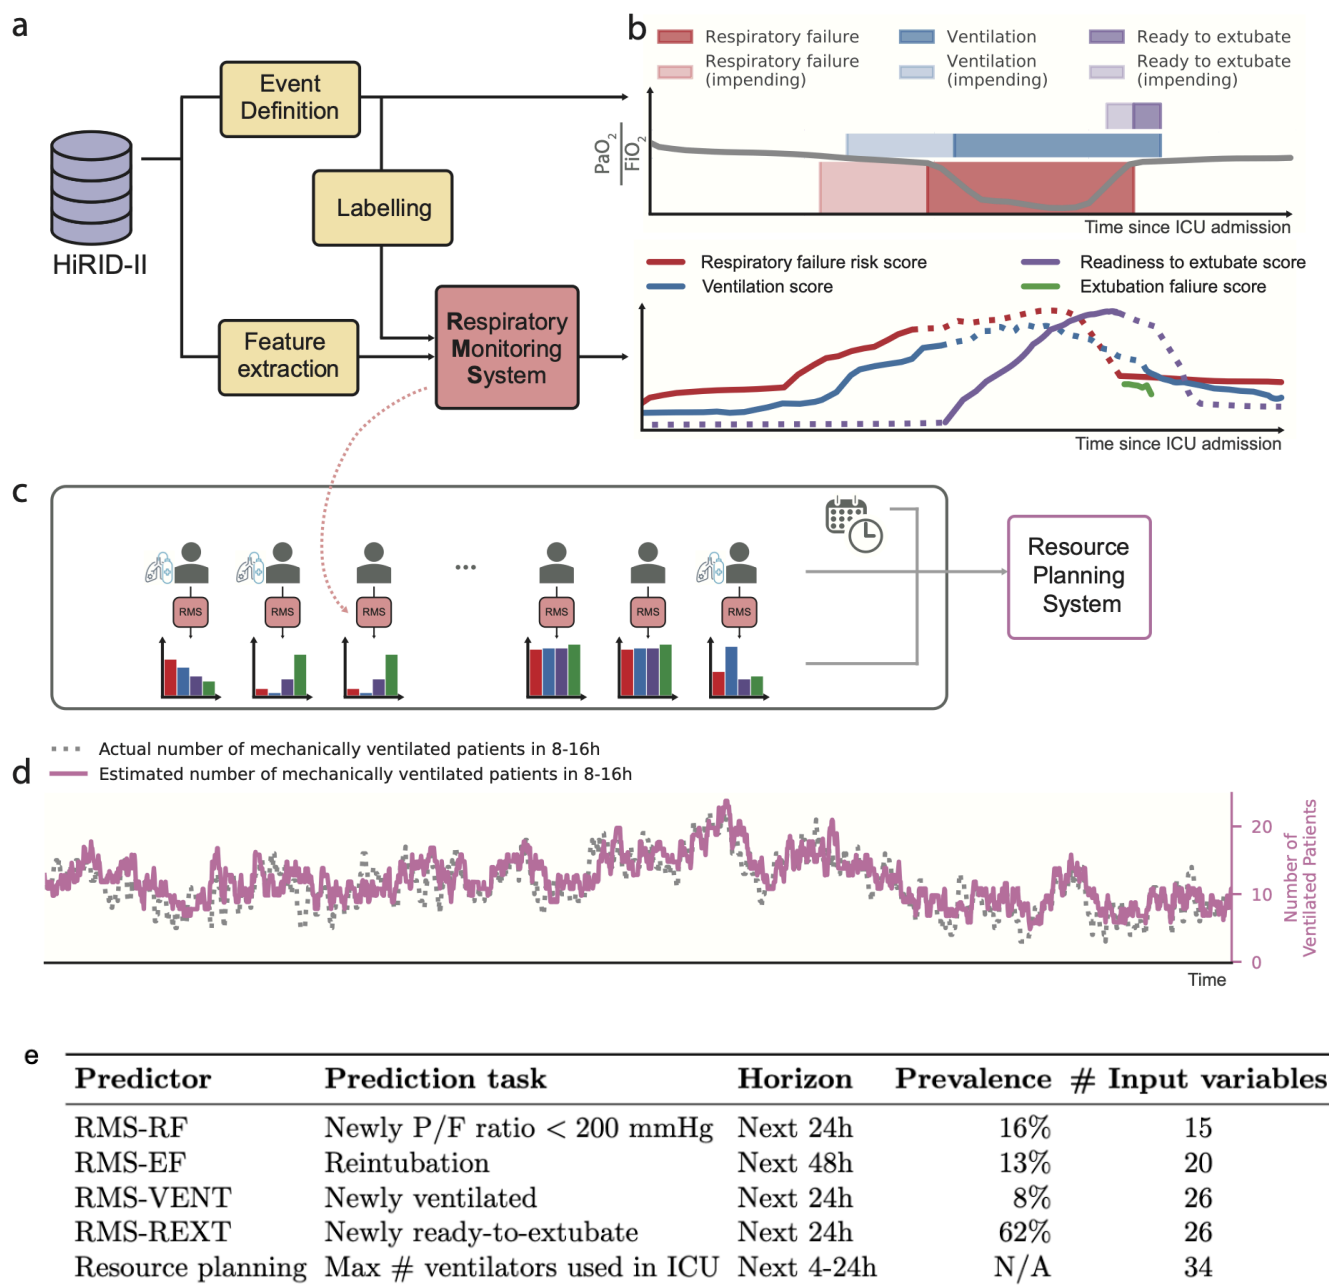 a
Event
Definition
Labelling
HiRID-II
Feature
extraction
Respiratory
Monitoring
System
b
Respiratory failure
Ventilation
Ready to extubate
Respiratory failure
(impending)
Ventilation
(impending)
Ready to extubate
(impending)
PaO2
FiO2
Time since ICU admission
Respiratory failure risk score
Readiness to extubate score
Ventilation score
Extubation faliure score
Time since ICU admission
c
RMS
RMS
RMS
...
RMS
RMS
RMS
Resource
Planning
System
d
Actual number of mechanically ventilated patients in 8-16h
Estimated number of mechanically ventilated patients in 8-16h
20
10
0
Number of
Ventilated Patients
Time
e
Predictor Prediction task Horizon Prevalence # Input variables
RMS-RF Newly P/F ratio < 200 mmHg Next 24h 16% 15
RMS-EF Reintubation Next 48h 13% 20
RMS-VENT Newly ventilated Next 24h 8% 26
RMS-REXT Newly ready-to-extubate Next 24h 62% 26
Resource planning Max # ventilators used in ICU Next 4-24h N/A 34